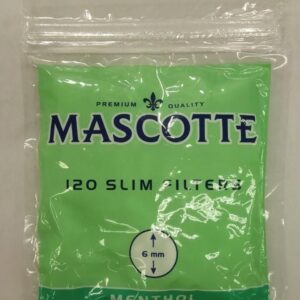 PREMIUM QUALITY
MASCOTTE
120 SLIM FILTERS
6 mm
MENTHOL